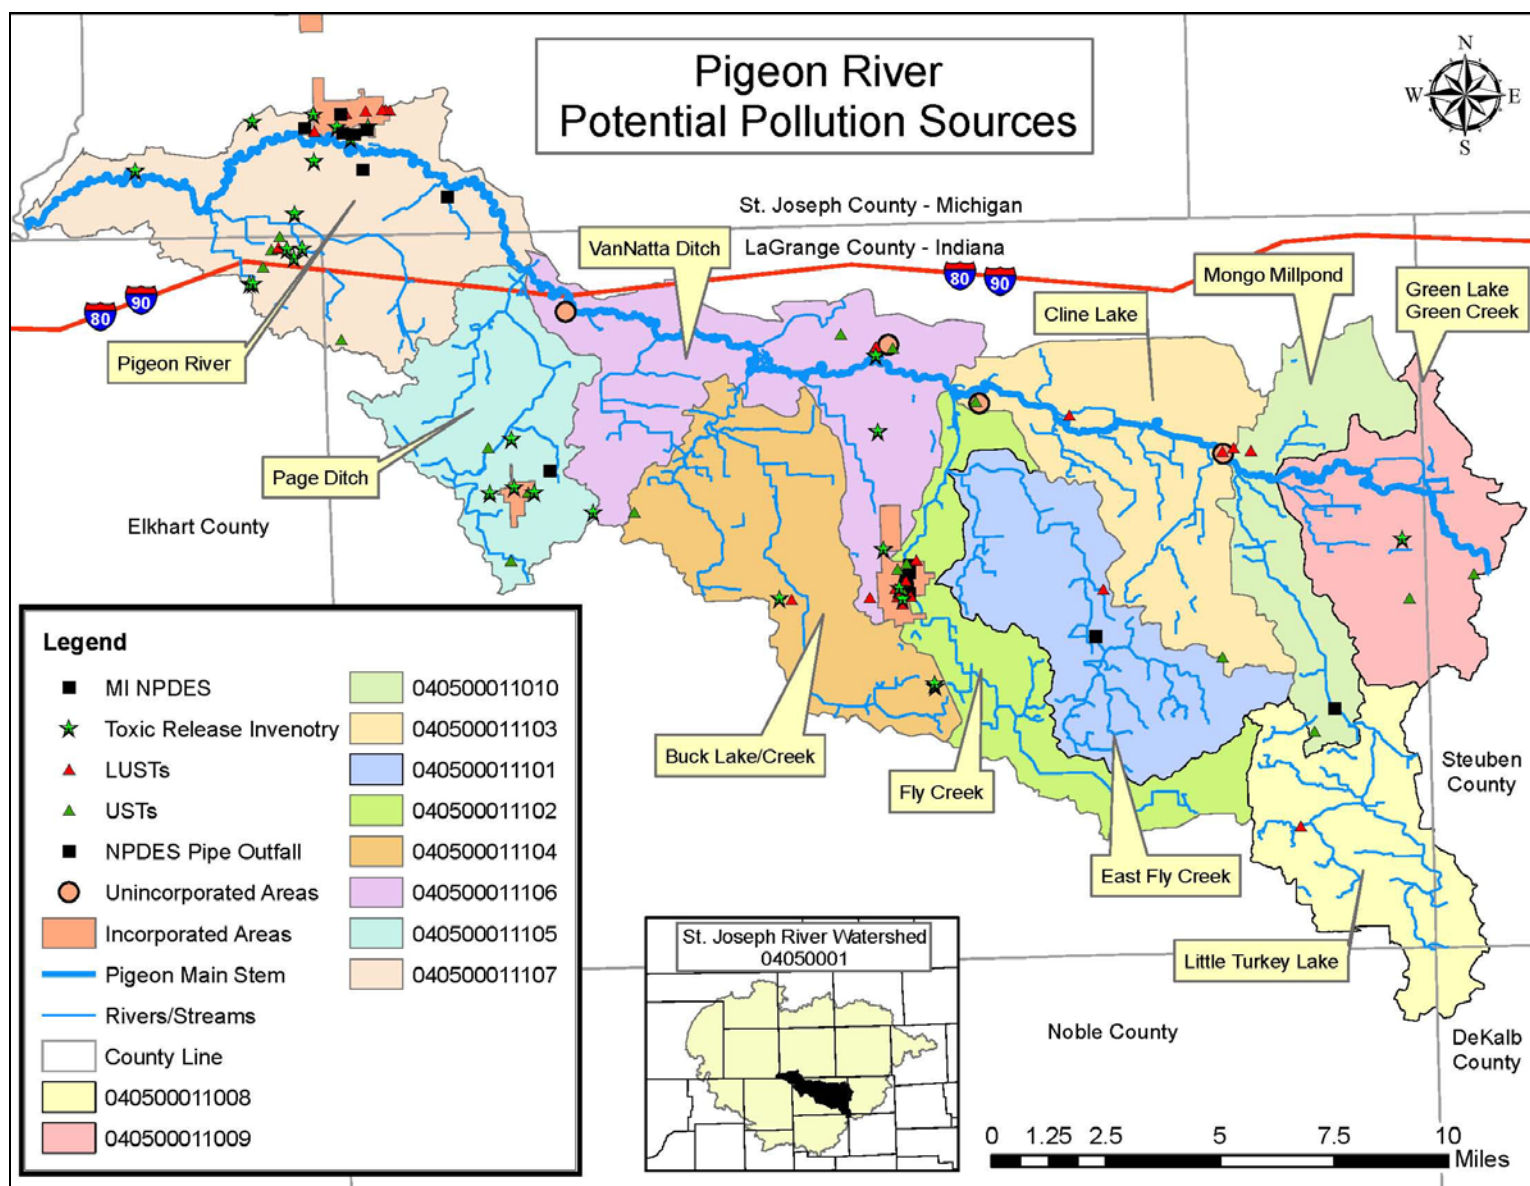 Pigeon River
Potential Pollution Sources
N
W
E
S
St. Joseph County - Michigan
LaGrange County - Indiana
VanNatta Ditch
Mongo Millpond
Green Lake
Green Creek
Cline Lake
80
90
80
90
Pigeon River
Page Ditch
Elkhart County
Buck Lake/Creek
Fly Creek
East Fly Creek
Little Turkey Lake
Steuben
County
Noble County
DeKalb
County
Legend
MI NPDES
Toxic Release Invenotry
LUSTs
USTs
NPDES Pipe Outfall
Unincorporated Areas
Incorporated Areas
Pigeon Main Stem
Rivers/Streams
County Line
040500011008
040500011009
040500011010
040500011103
040500011101
040500011102
040500011104
040500011106
040500011105
040500011107
St. Joseph River Watershed
04050001
0 1.25 2.5 5 7.5 10
Miles